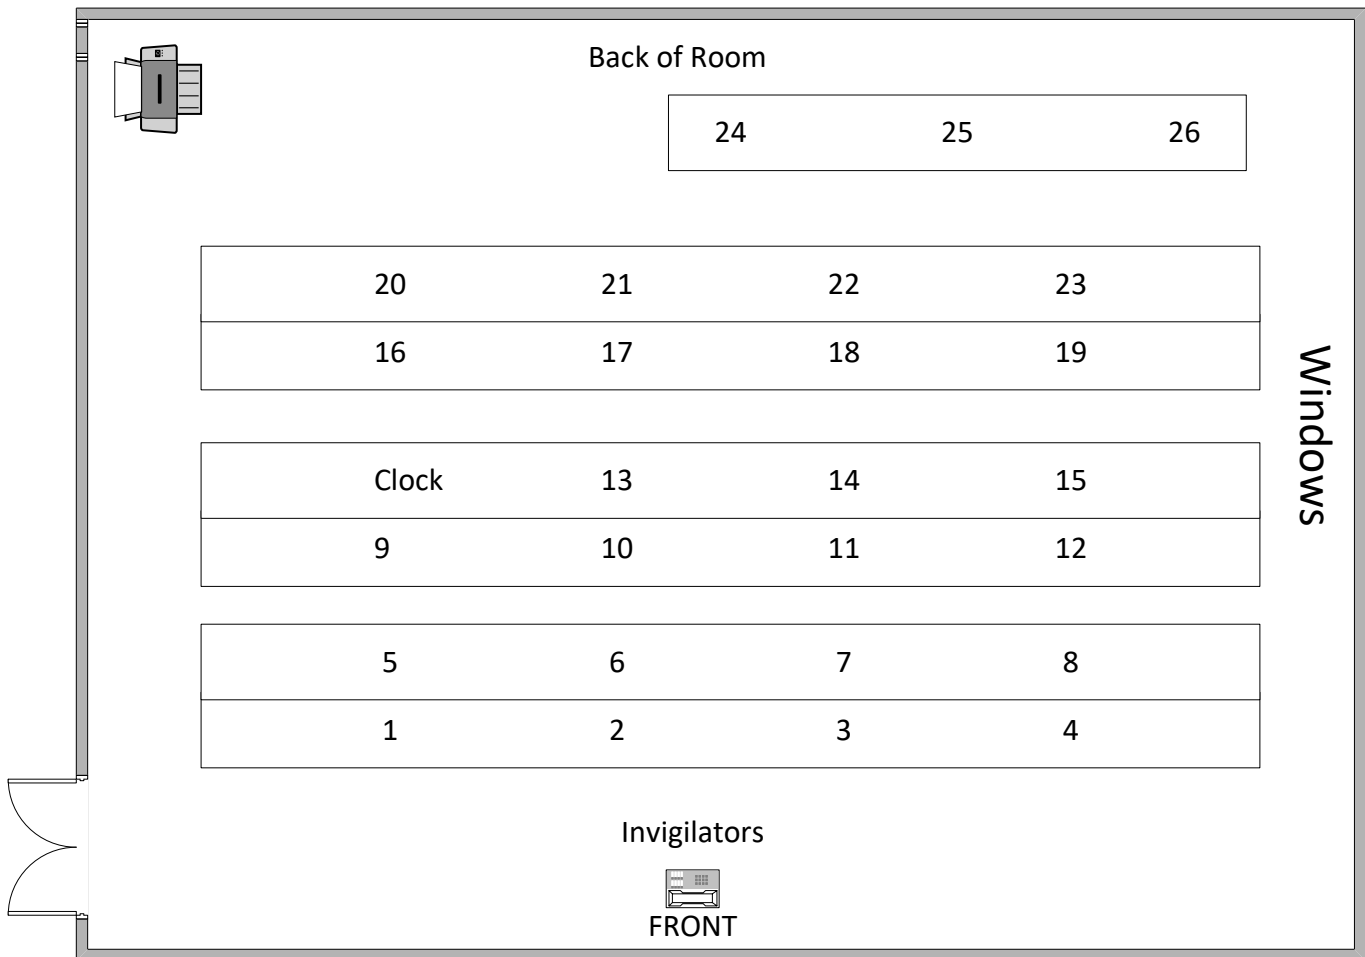 Back of Room
24 25 26
20 21 22 23
16 17 18 19
Clock 13 14 15
9 10 11 12
5 6 7 8
1 2 3 4
Windows
Invigilators
FRONT